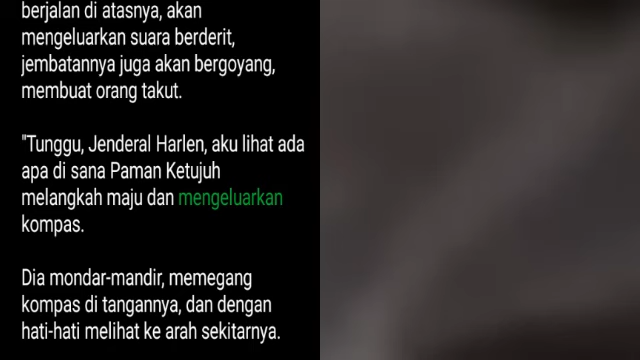 berjalan di atasnya, akan
mengeluarkan suara berderit,
jembatannya juga akan bergoyang,
membuat orang takut.
"Tunggu, Jenderal Harlen, aku lihat ada
apa di sana Paman Ketujuh
melangkah maju dan mengeluarkan
kompas.
Dia mondar-mandir, memegang
kompas di tangannya, dan dengan
hati-hati melihat ke arah sekitarnya.